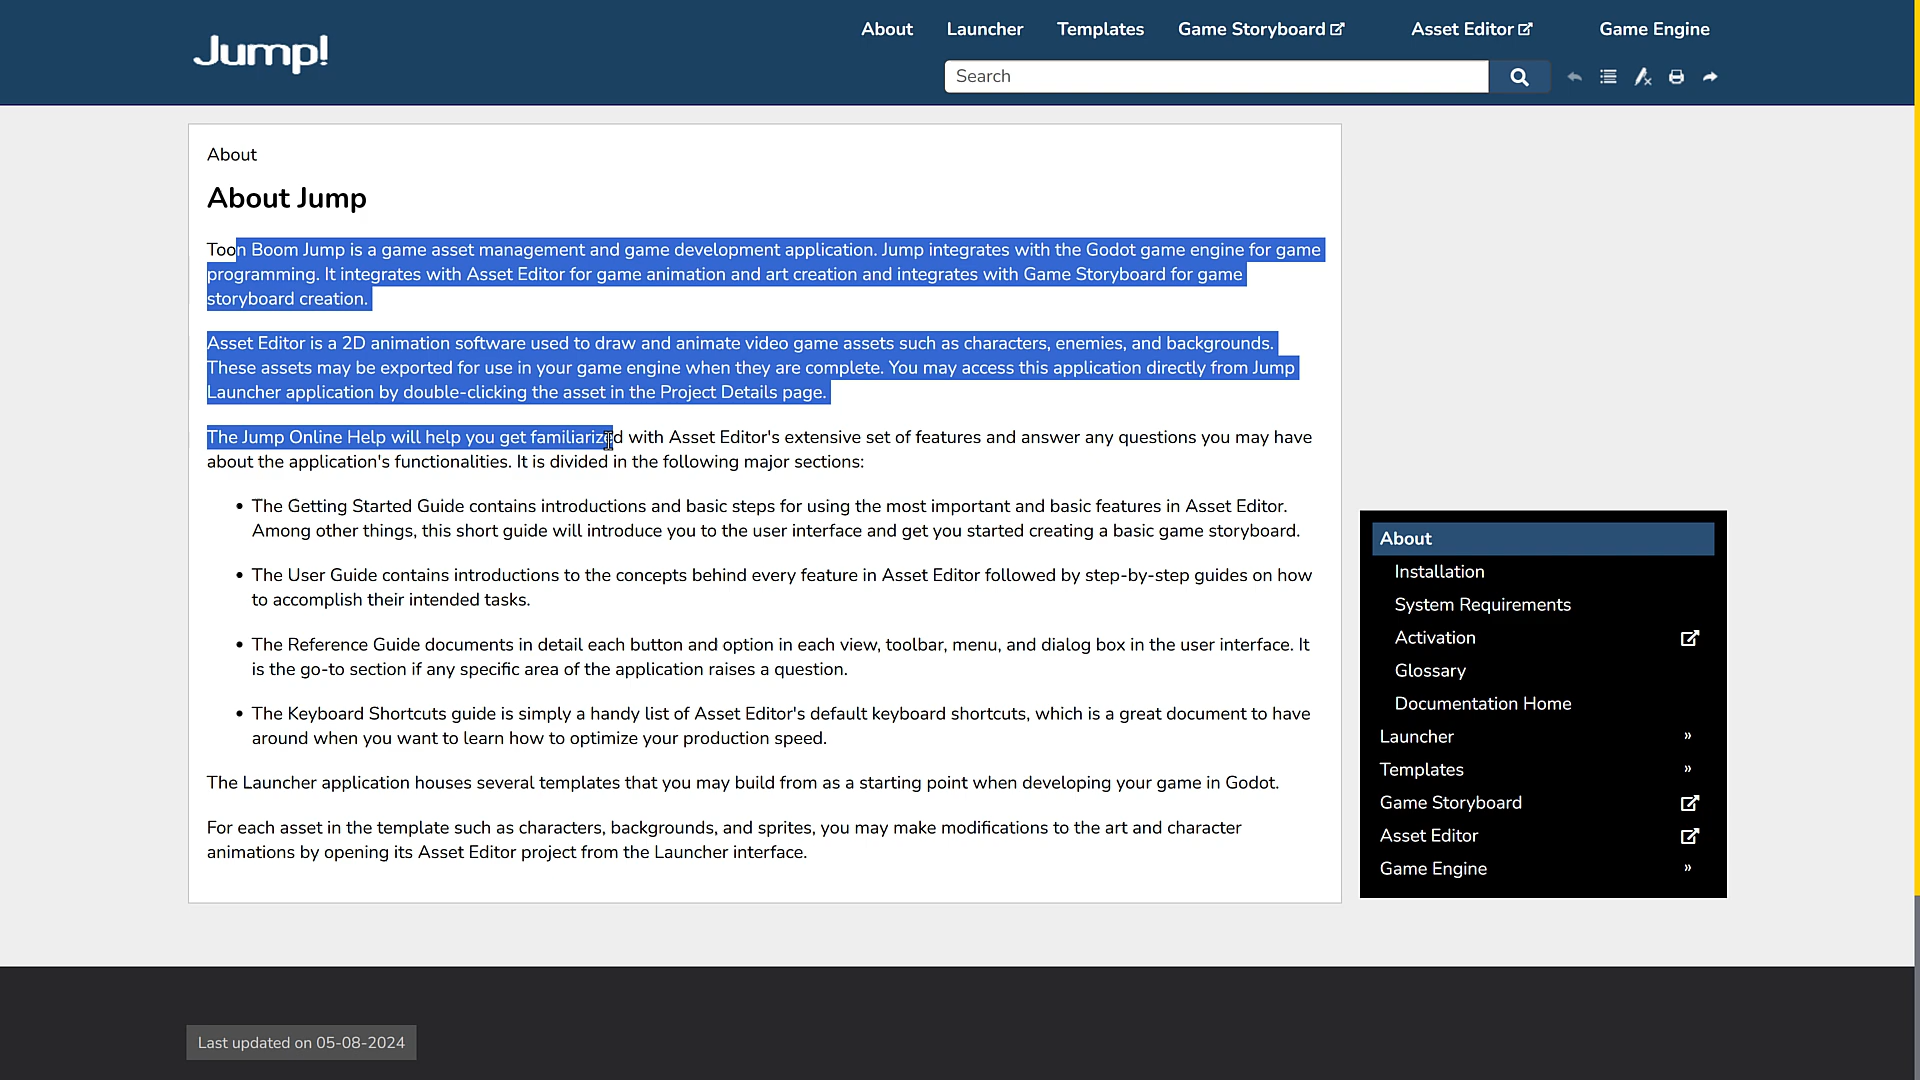 Jump!
About
Launcher
Templates
Game Storyboard
Asset Editor
Game Engine
Search
About
About Jump
Toon Boom Jump is a game asset management and game development application. Jump integrates with the Godot game engine for game
programming. It integrates with Asset Editor for game animation and art creation and integrates with Game Storyboard for game
storyboard creation.
Asset Editor is a 2D animation software used to draw and animate video game assets such as characters, enemies, and backgrounds.
These assets may be exported for use in your game engine when they are complete. You may access this application directly from Jump
Launcher application by double-clicking the asset in the Project Details page.
The Jump Online Help will help you get familiarized with Asset Editor's extensive set of features and answer any questions you may have
about the application's functionalities. It is divided in the following major sections:
• The Getting Started Guide contains introductions and basic steps for using the most important and basic features in Asset Editor.
Among other things, this short guide will introduce you to the user interface and get you started creating a basic game storyboard.
• The User Guide contains introductions to the concepts behind every feature in Asset Editor followed by step-by-step guides on how
to accomplish their intended tasks.
• The Reference Guide documents in detail each button and option in each view, toolbar, menu, and dialog box in the user interface. It
is the go-to section if any specific area of the application raises a question.
• The Keyboard Shortcuts guide is simply a handy list of Asset Editor's default keyboard shortcuts, which is a great document to have
around when you want to learn how to optimize your production speed.
The Launcher application houses several templates that you may build from as a starting point when developing your game in Godot.
For each asset in the template such as characters, backgrounds, and sprites, you may make modifications to the art and character
animations by opening its Asset Editor project from the Launcher interface.
About
Installation
System Requirements
Activation
Glossary
Documentation Home
Launcher »
Templates »
Game Storyboard
Asset Editor
Game Engine »
Last updated on 05-08-2024